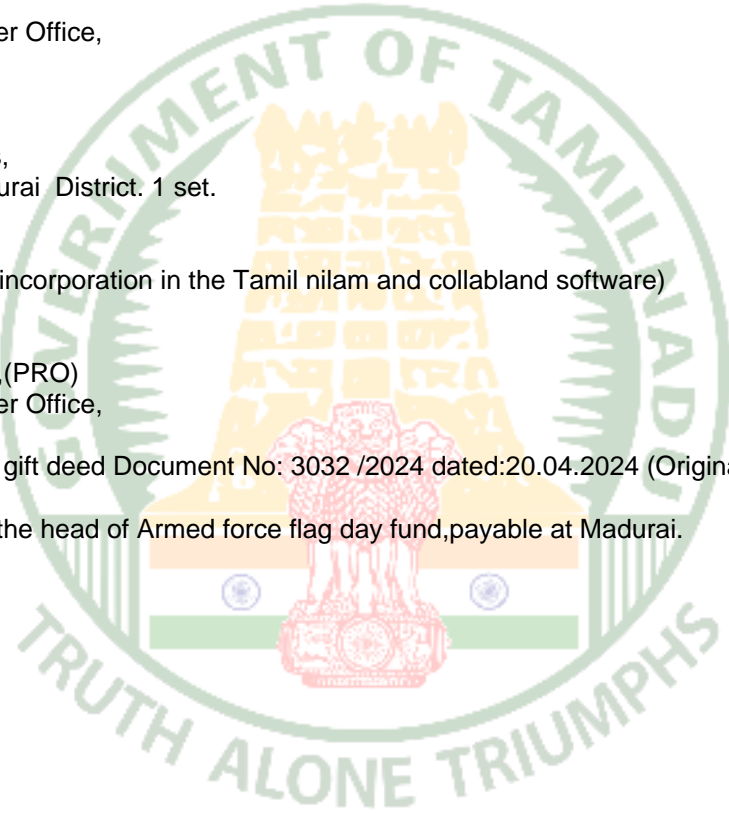 er Office,
,
urai District. 1 set.
incorporation in the Tamil nilam and collabland software)
,(PRO)
er Office,
gift deed Document No: 3032 /2024 dated:20.04.2024 (Origina
the head of Armed force flag day fund,payable at Madurai.
GOVERNMENT OF TAMILNADU
TRUTH ALONE TRIUMPHS